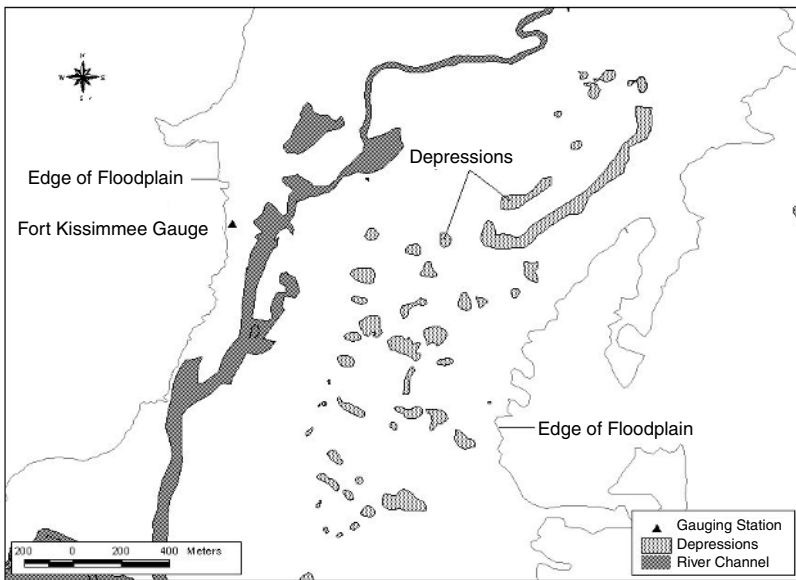 N
W
E
S
Depressions
Edge of Floodplain
Fort Kissimmee Gauge
Edge of Floodplain
Gauging Station
Depressions
River Channel
200 0 200 400 Meters